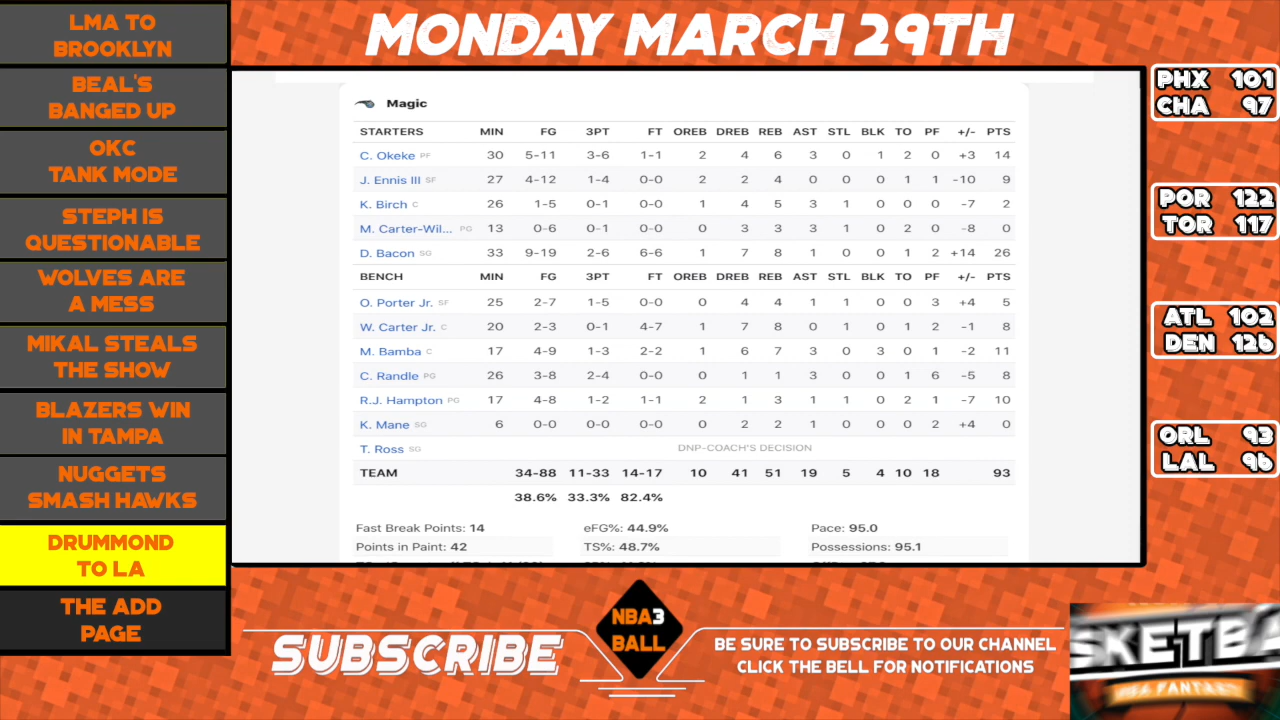 LMA TO
BROOKLYN
BEAL'S
BANGED UP
OKC
TANK MODE
STEPH IS
QUESTIONABLE
WOLVES ARE
A MESS
MIKAL STEALS
THE SHOW
BLAZERS WIN
IN TAMPA
NUGGETS
SMASH HAWKS
DRUMMOND
TO LA
THE ADD
PAGE
MONDAY MARCH 29TH
Magic
STARTERS MIN FG 3PT FT OREB DREB REB AST STL BLK TO PF +/- PTS
C. Okeke PF 30 5-11 3-6 1-1 2 4 6 3 0 1 2 0 +3 14
J. Ennis III SF 27 4-12 1-4 0-0 2 2 4 0 0 0 1 1 -10 9
K. Birch C 26 1-5 0-1 0-0 1 4 5 3 1 0 0 0 -7 2
M. Carter-Wil... PG 13 0-6 0-1 0-0 0 3 3 3 1 0 2 0 -8 0
D. Bacon SG 33 9-19 2-6 6-6 1 7 8 1 0 0 1 2 +14 26
BENCH MIN FG 3PT FT OREB DREB REB AST STL BLK TO PF +/- PTS
O. Porter Jr. SF 25 2-7 1-5 0-0 0 4 4 1 1 0 0 3 +4 5
W. Carter Jr. C 20 2-3 0-1 4-7 1 7 8 0 1 0 1 2 -1 8
M. Bamba C 17 4-9 1-3 2-2 1 6 7 3 0 3 0 1 -2 11
C. Randle PG 26 3-8 2-4 0-0 0 1 1 3 0 0 1 6 -5 8
R.J. Hampton PG 17 4-8 1-2 1-1 2 1 3 1 1 0 2 1 -7 10
K. Mane SG 6 0-0 0-0 0-0 0 2 2 1 0 0 0 2 +4 0
T. Ross SG DNP-COACH'S DECISION
TEAM 34-88 11-33 14-17 10 41 51 19 5 4 10 18 93
38.6% 33.3% 82.4%
Fast Break Points: 14 eFG%: 44.9% Pace: 95.0
Points in Paint: 42 TS%: 48.7% Possessions: 95.1
PHX 101
CHA 97
POR 122
TOR 117
ATL 102
DEN 126
ORL 93
LAL 96
SUBSCRIBE
NBA3
BALL
BE SURE TO SUBSCRIBE TO OUR CHANNEL
CLICK THE BELL FOR NOTIFICATIONS
SKETBA
NBA FANTASY